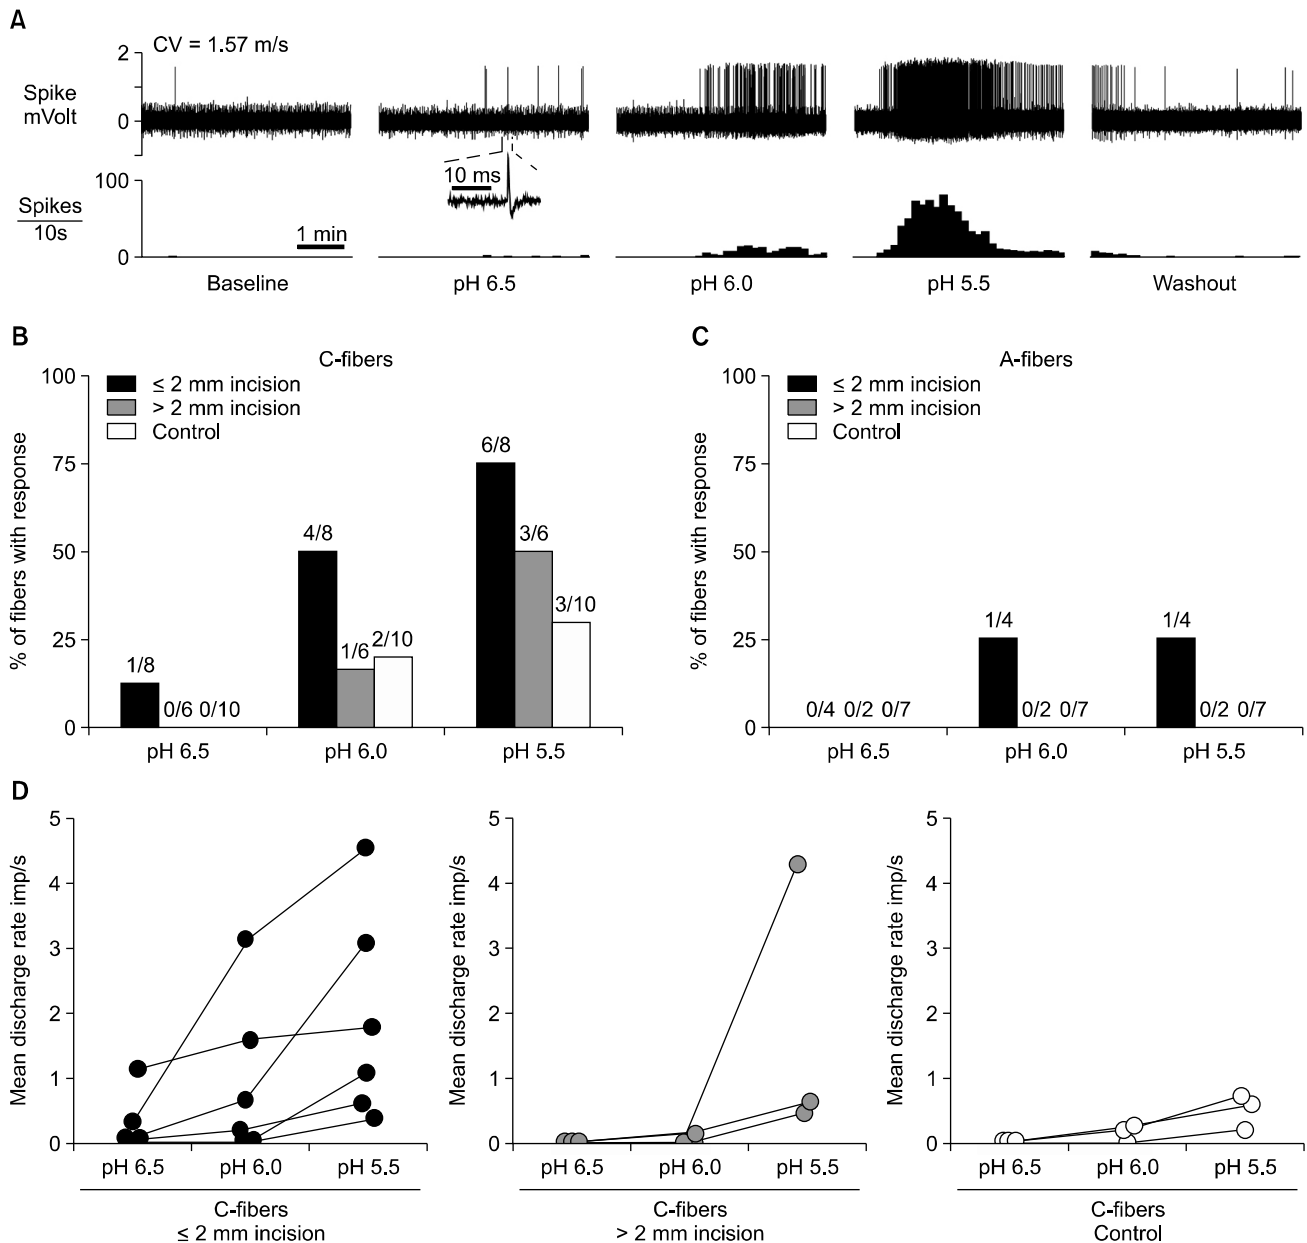 A
CV = 1.57 m/s
Spike
mVolt
2
1
0
10 ms
Spikes
10s
100
0
1 min
Baseline
pH 6.5
pH 6.0
pH 5.5
Washout
B
C-fibers
≤ 2 mm incision
> 2 mm incision
Control
% of fibers with response
100
75
50
25
0
1/8
0/6 0/10
4/8
1/6
2/10
6/8
3/6
3/10
pH 6.5
pH 6.0
pH 5.5
C
A-fibers
≤ 2 mm incision
> 2 mm incision
Control
% of fibers with response
100
75
50
25
0
0/4 0/2 0/7
1/4
0/2 0/7
1/4
0/2 0/7
pH 6.5
pH 6.0
pH 5.5
D
Mean discharge rate imp/s
5
4
3
2
1
0
pH 6.5
pH 6.0
pH 5.5
C-fibers
≤ 2 mm incision
Mean discharge rate imp/s
5
4
3
2
1
0
pH 6.5
pH 6.0
pH 5.5
C-fibers
> 2 mm incision
Mean discharge rate imp/s
5
4
3
2
1
0
pH 6.5
pH 6.0
pH 5.5
C-fibers
Control